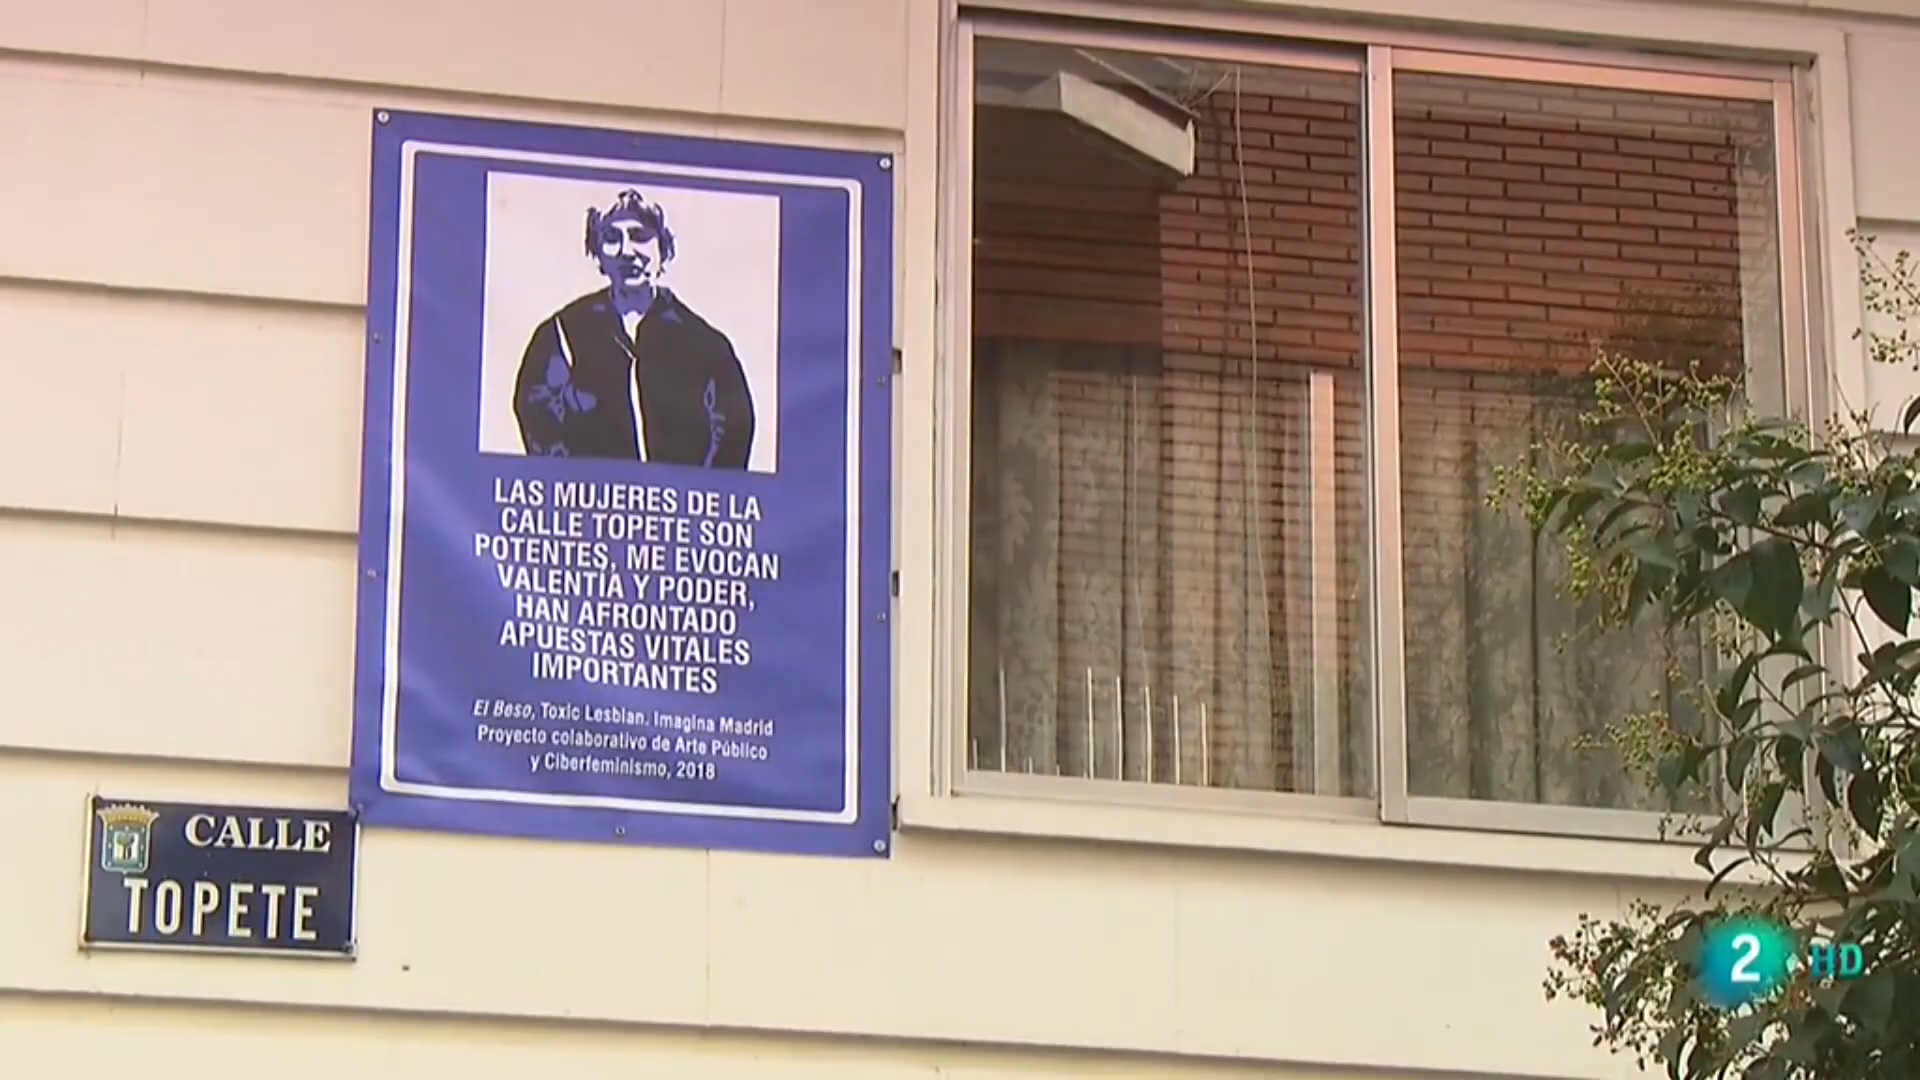 LAS MUJERES DE LA
CALLE TOPETE SON
POTENTES, ME EVOCAN
VALENTÍA Y PODER,
HAN AFRONTADO
APUESTAS VITALES
IMPORTANTES
El Beso, Toxic Lesbian. Imagina Madrid
Proyecto colaborativo de Arte Público
y Ciberfeminismo, 2018
CALLE
TOPETE
2 HD